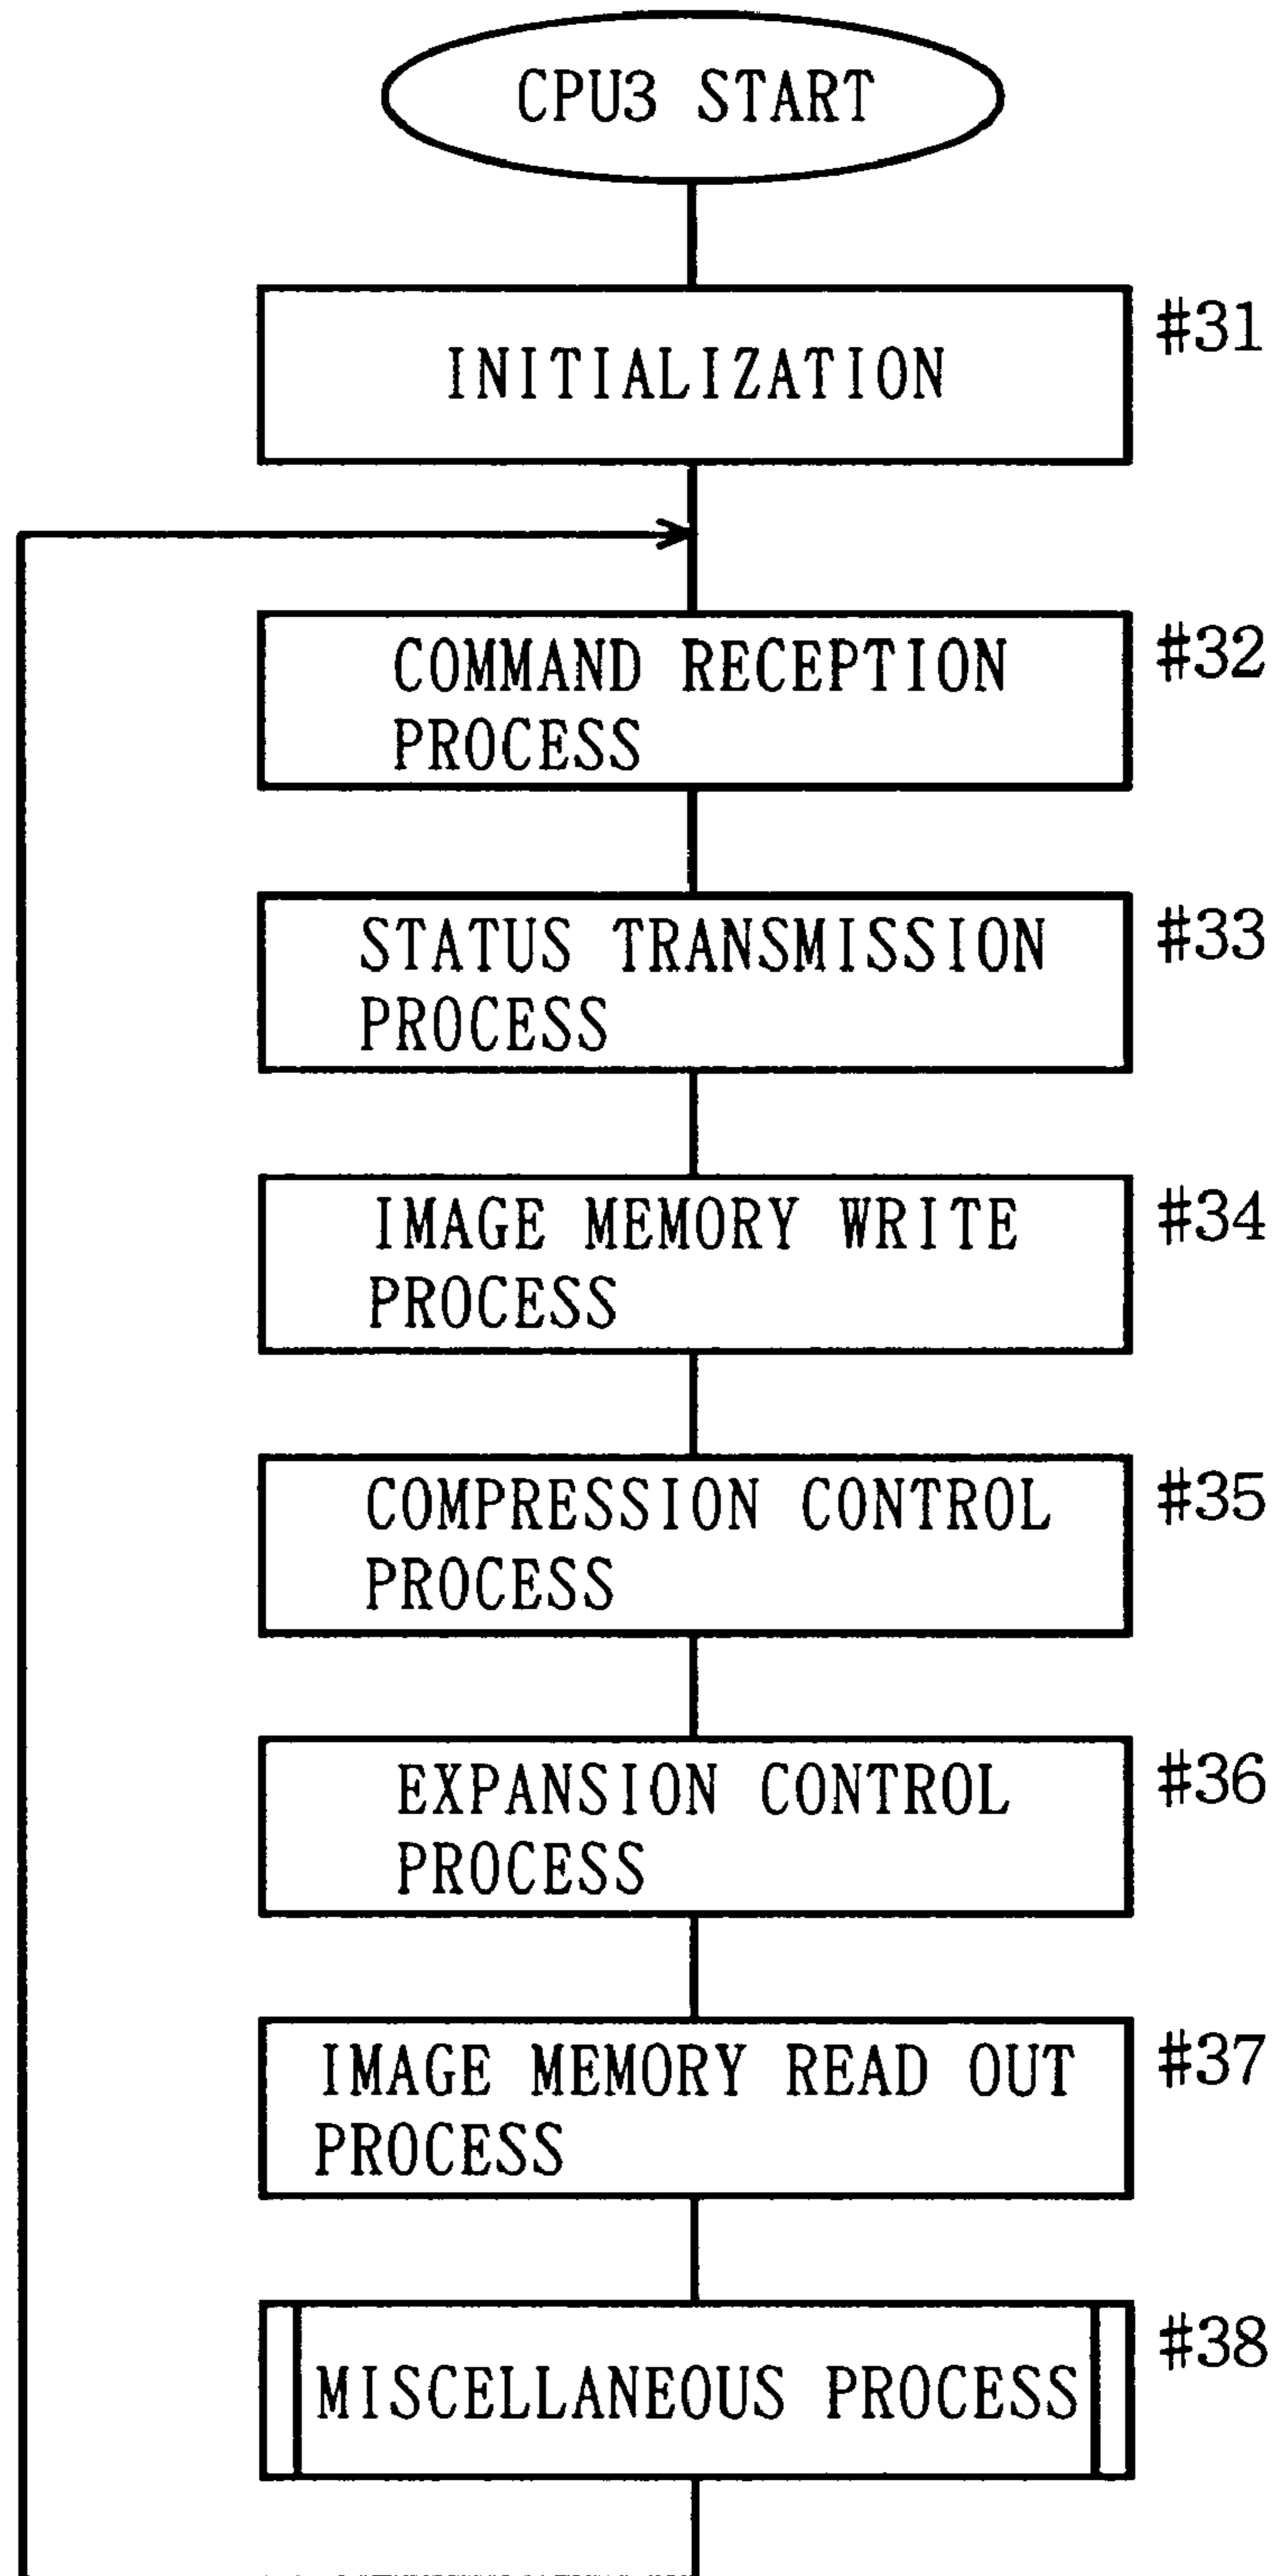 CPU3 START
INITIALIZATION
#31
COMMAND RECEPTION
PROCESS
#32
STATUS TRANSMISSION
PROCESS
#33
IMAGE MEMORY WRITE
PROCESS
#34
COMPRESSION CONTROL
PROCESS
#35
EXPANSION CONTROL
PROCESS
#36
IMAGE MEMORY READ OUT
PROCESS
#37
MISCELLANEOUS PROCESS
#38